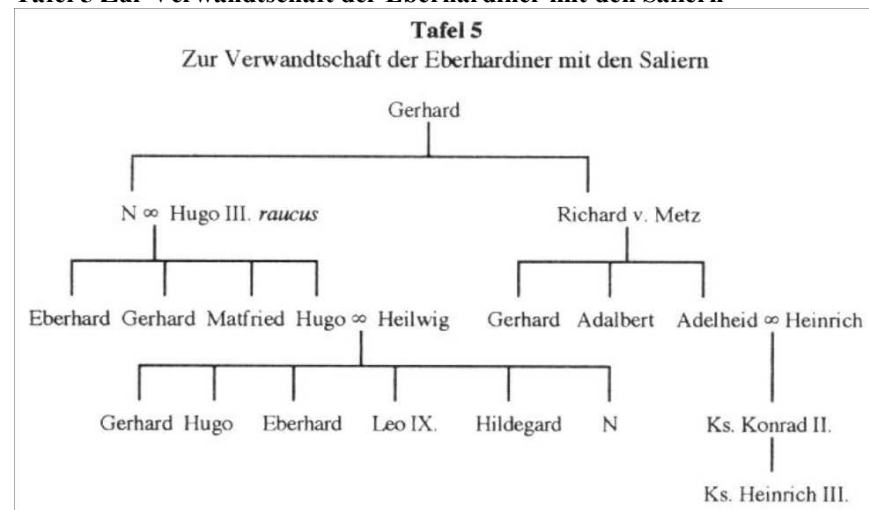 Tafel 5 Zur Verwandtschaft der Eberhardiner mit den Saliern
Tafel 5
Zur Verwandtschaft der Eberhardiner mit den Saliern
Gerhard
N ∞ Hugo III. raucus Richard v. Metz
Eberhard Gerhard Matfried Hugo ∞ Heilwig Gerhard Adalbert Adelheid ∞ Heinrich
Gerhard Hugo Eberhard Leo IX. Hildegard N Ks. Konrad II.
Ks. Heinrich III.